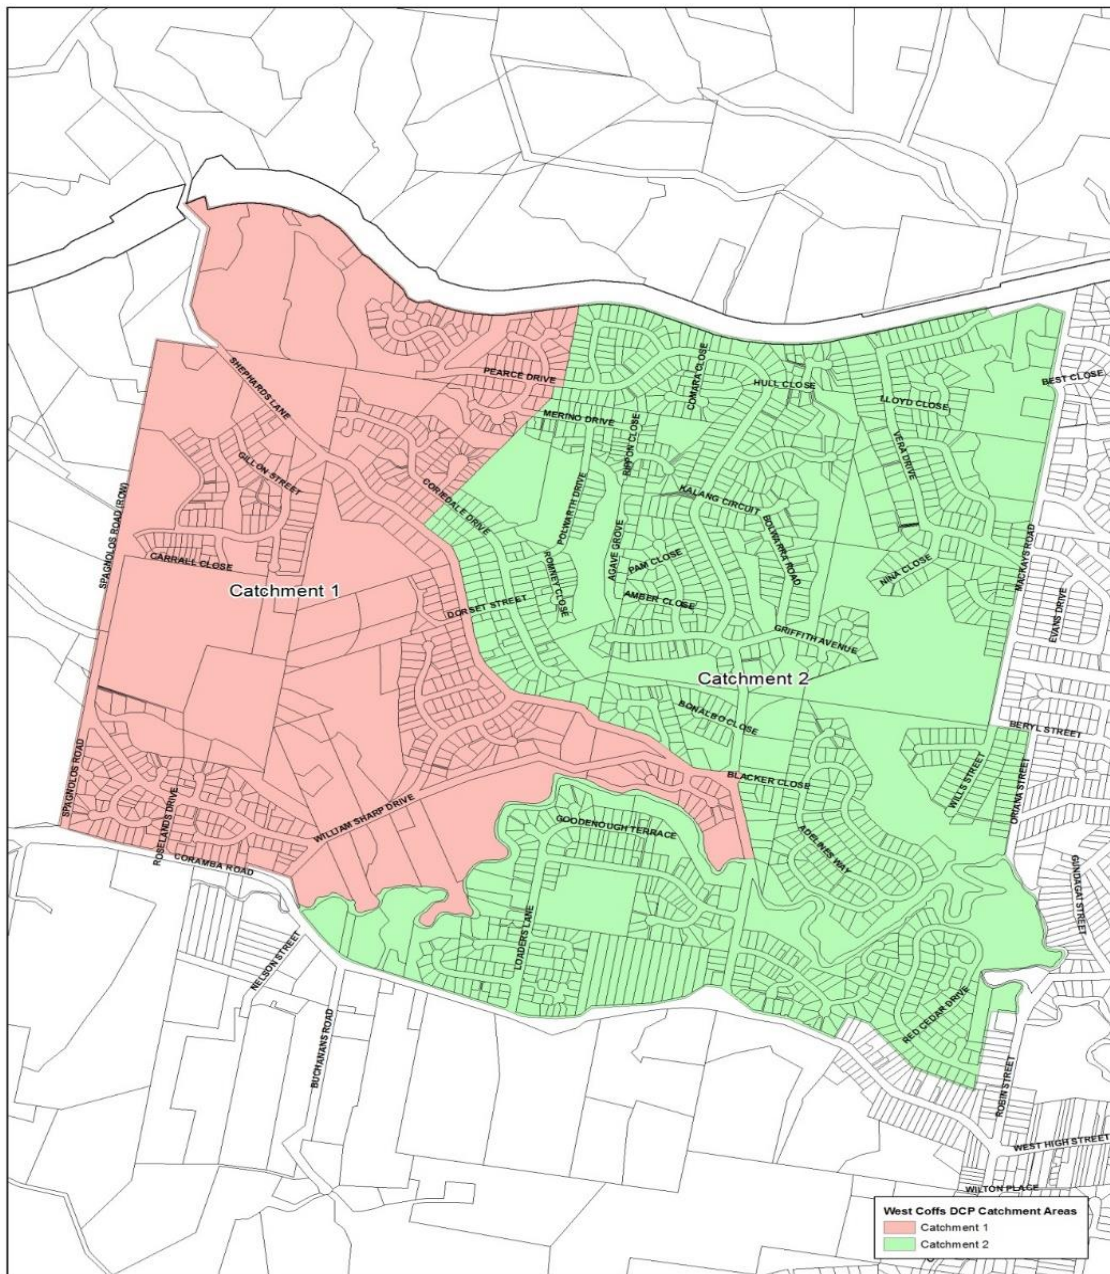 BEST CLOSE
COMARA CLOSE
HULL CLOSE
SHEPHARDS LANE
PEARCE DRIVE
LLOYD CLOSE
MERINO DRIVE
RIPPON CLOSE
VERA DRIVE
GILLON STREET
CORIEDALE DRIVE
POLWARTH DRIVE
KALANG CIRCUIT
BOLWARRA ROAD
SPAGNOLOS ROAD (ROW)
MACKAYS ROAD
CARRALL CLOSE
ROMNEY CLOSE
AGAVE GROVE
PAM CLOSE
NINA CLOSE
Catchment 1
AMBER CLOSE
DORSET STREET
EVANS DRIVE
GRIFFITH AVENUE
Catchment 2
BONALBO CLOSE
BERYL STREET
SPAGNOLOS ROAD
BLACKER CLOSE
WILLS STREET
ORIANA STREET
ROSELANDS DRIVE
WILLIAM SHARP DRIVE
GOODENOUGH TERRACE
ADELINES WAY
CORAMBA ROAD
GUNDAGAI STREET
NELSON STREET
LOADERS LANE
BUCHANANS ROAD
RED CEDAR DRIVE
ROBIN STREET
WEST HIGH STREET
WILTON PLACE
West Coffs DCP Catchment Areas
Catchment 1
Catchment 2